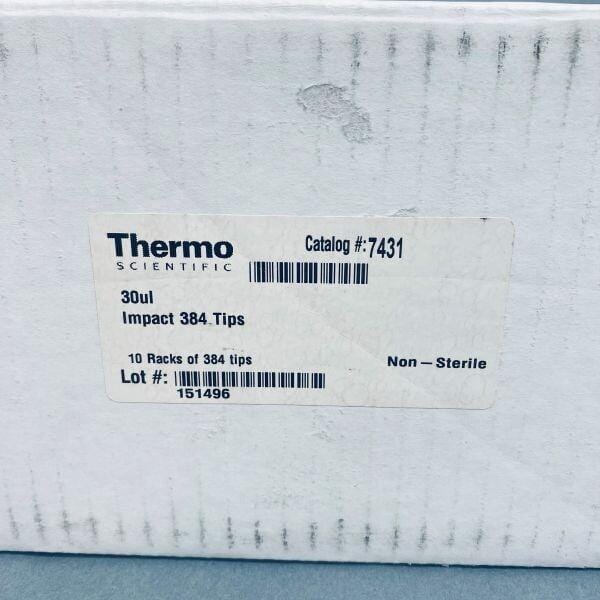 Thermo
SCIENTIFIC
Catalog #:7431
30ul
Impact 384 Tips
10 Racks of 384 tips
Non-Sterile
Lot #:
151496